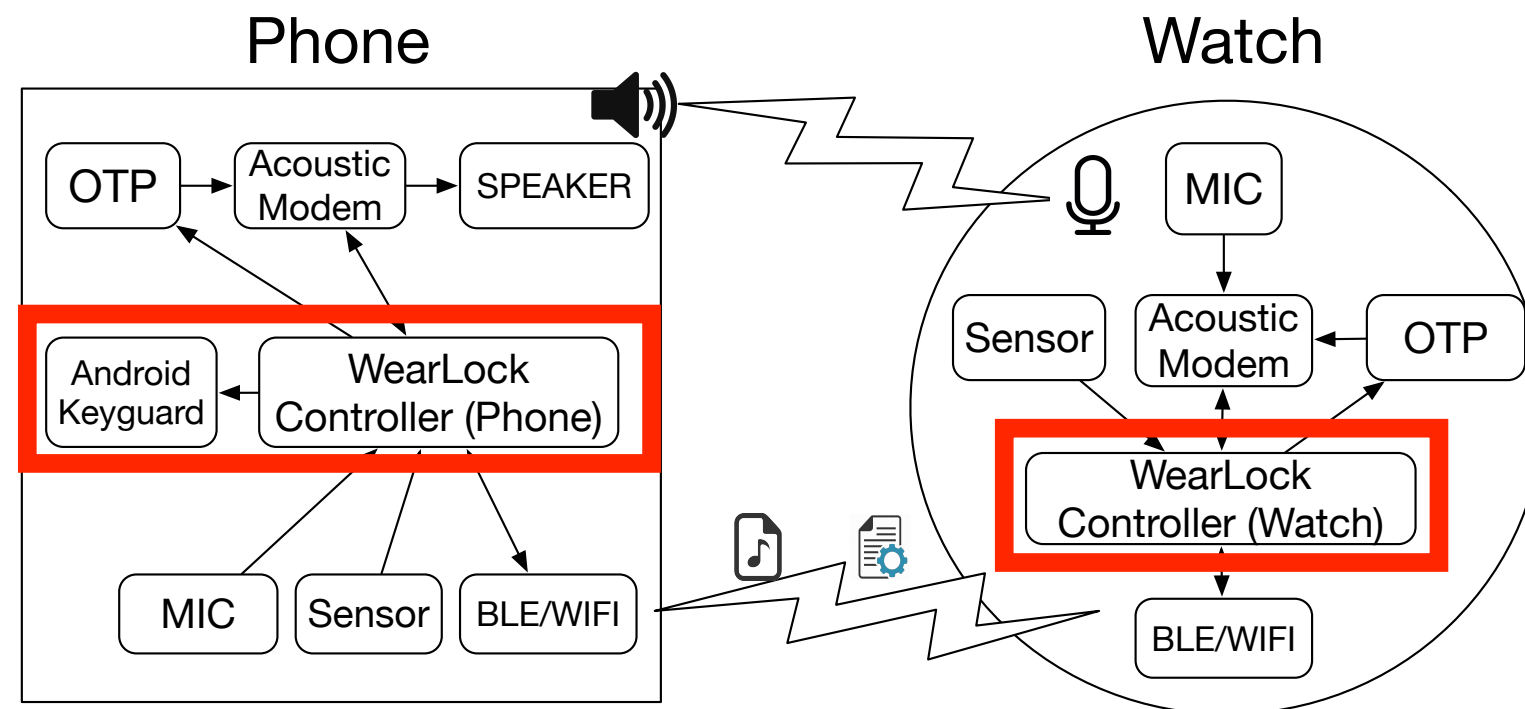 Phone
Watch
OTP
Acoustic
Modem
SPEAKER
Android
Keyguard
WearLock
Controller (Phone)
MIC
Sensor
BLE/WIFI
MIC
Sensor
Acoustic
Modem
OTP
WearLock
Controller (Watch)
BLE/WIFI